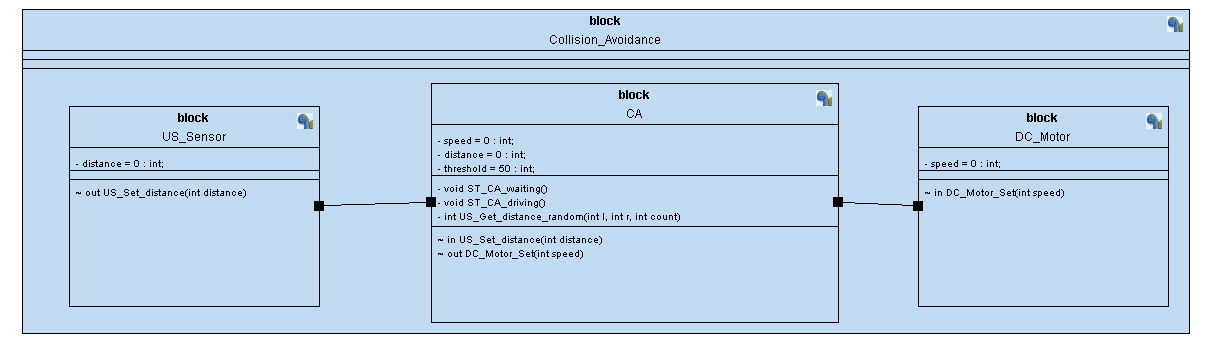 block
Collision_Avoidance
block
US_Sensor
- distance = 0 : int;
~ out US_Set_distance(int distance)
block
CA
- speed = 0 : int;
- distance = 0 : int;
- threshold = 50 : int;
- void ST_CA_waiting()
- void ST_CA_driving()
- int US_Get_distance_random(int l, int r, int count)
~ in US_Set_distance(int distance)
~ out DC_Motor_Set(int speed)
block
DC_Motor
- speed = 0 : int;
~ in DC_Motor_Set(int speed)